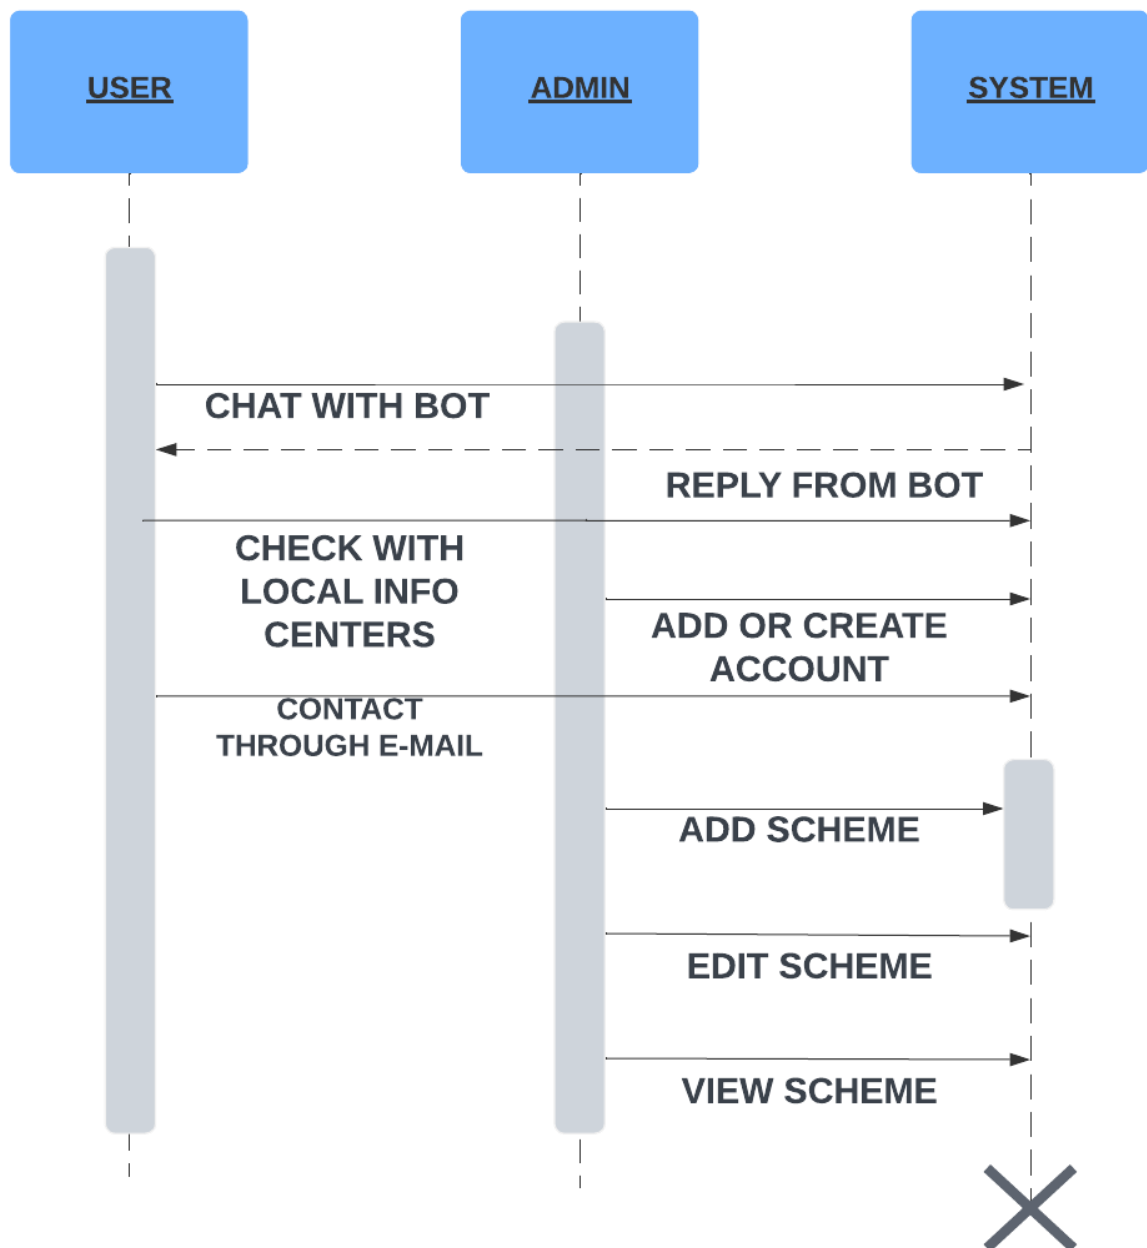 USER
ADMIN
SYSTEM
CHAT WITH BOT
REPLY FROM BOT
CHECK WITH
LOCAL INFO
CENTERS
ADD OR CREATE
ACCOUNT
CONTACT
THROUGH E-MAIL
ADD SCHEME
EDIT SCHEME
VIEW SCHEME